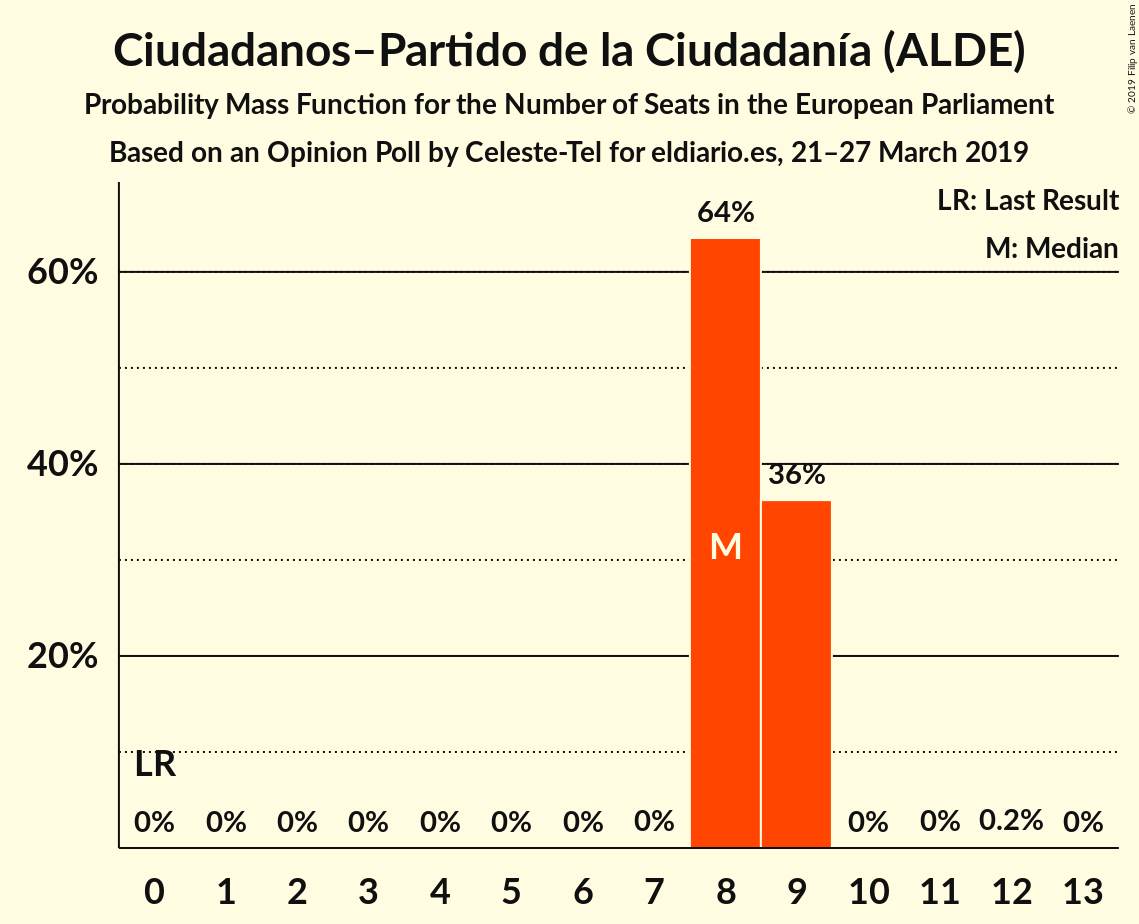 Ciudadanos–Partido de la Ciudadanía (ALDE)
Probability Mass Function for the Number of Seats in the European Parliament
Based on an Opinion Poll by Celeste-Tel for eldiario.es, 21–27 March 2019
© 2019 Filip van Laenen
LR: Last Result
M: Median
64%
60%
40%
36%
M
20%
LR
0% 0% 0% 0% 0% 0% 0% 0% 0% 0% 0.2% 0%
0 1 2 3 4 5 6 7 8 9 10 11 12 13